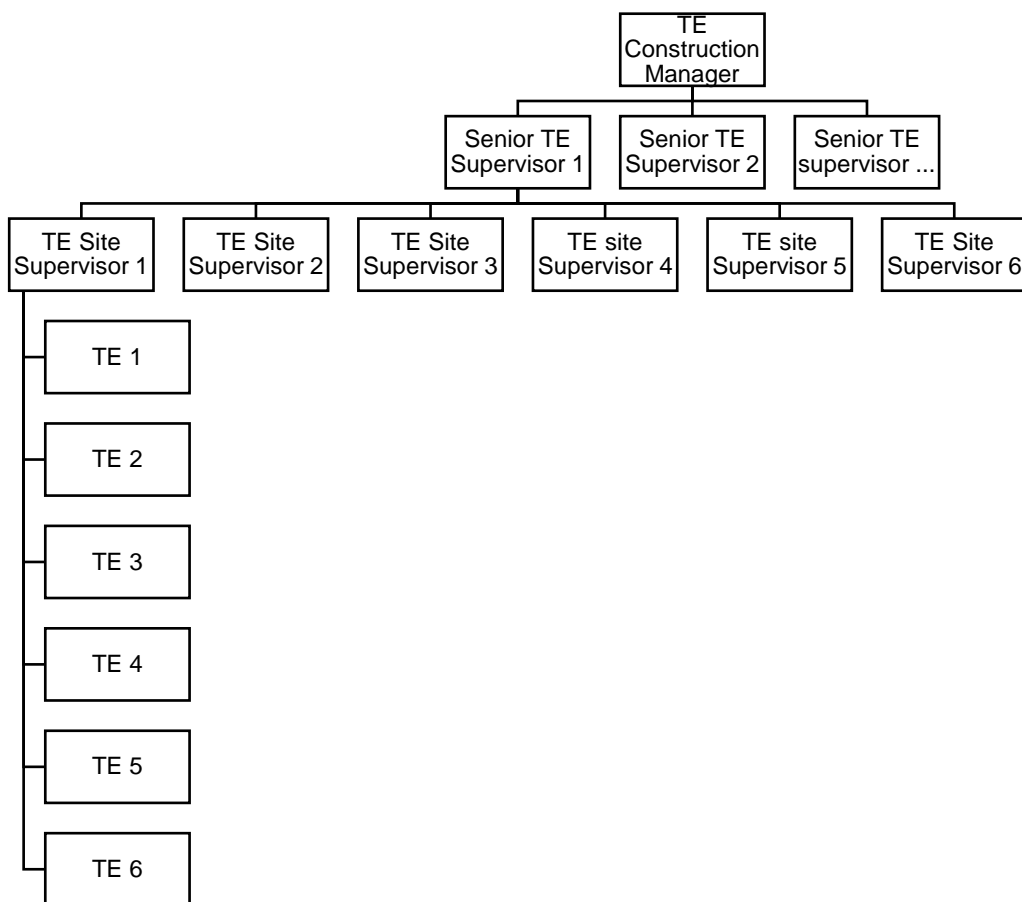 TE
Construction
Manager
Senior TE
Supervisor 1
Senior TE
Supervisor 2
Senior TE
supervisor ...
TE Site
Supervisor 1
TE Site
Supervisor 2
TE Site
Supervisor 3
TE site
Supervisor 4
TE site
Supervisor 5
TE Site
Supervisor 6
TE 1
TE 2
TE 3
TE 4
TE 5
TE 6